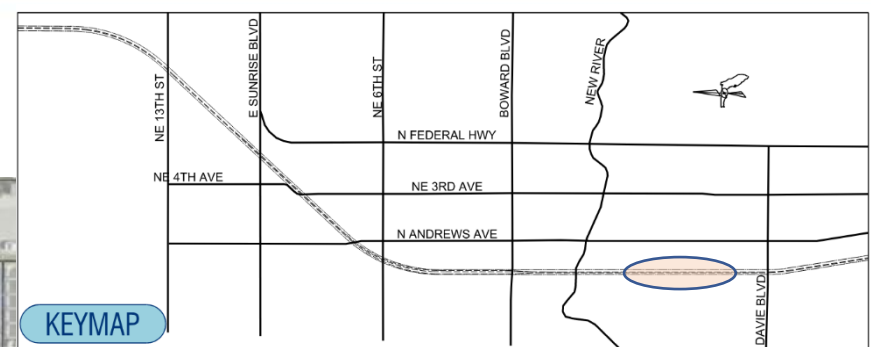 NE 13TH ST
E SUNRISE BLVD
NE 6TH ST
BOWARD BLVD
NEW RIVER
N FEDERAL HWY
NE 4TH AVE
NE 3RD AVE
N ANDREWS AVE
DAVIE BLVD
KEYMAP